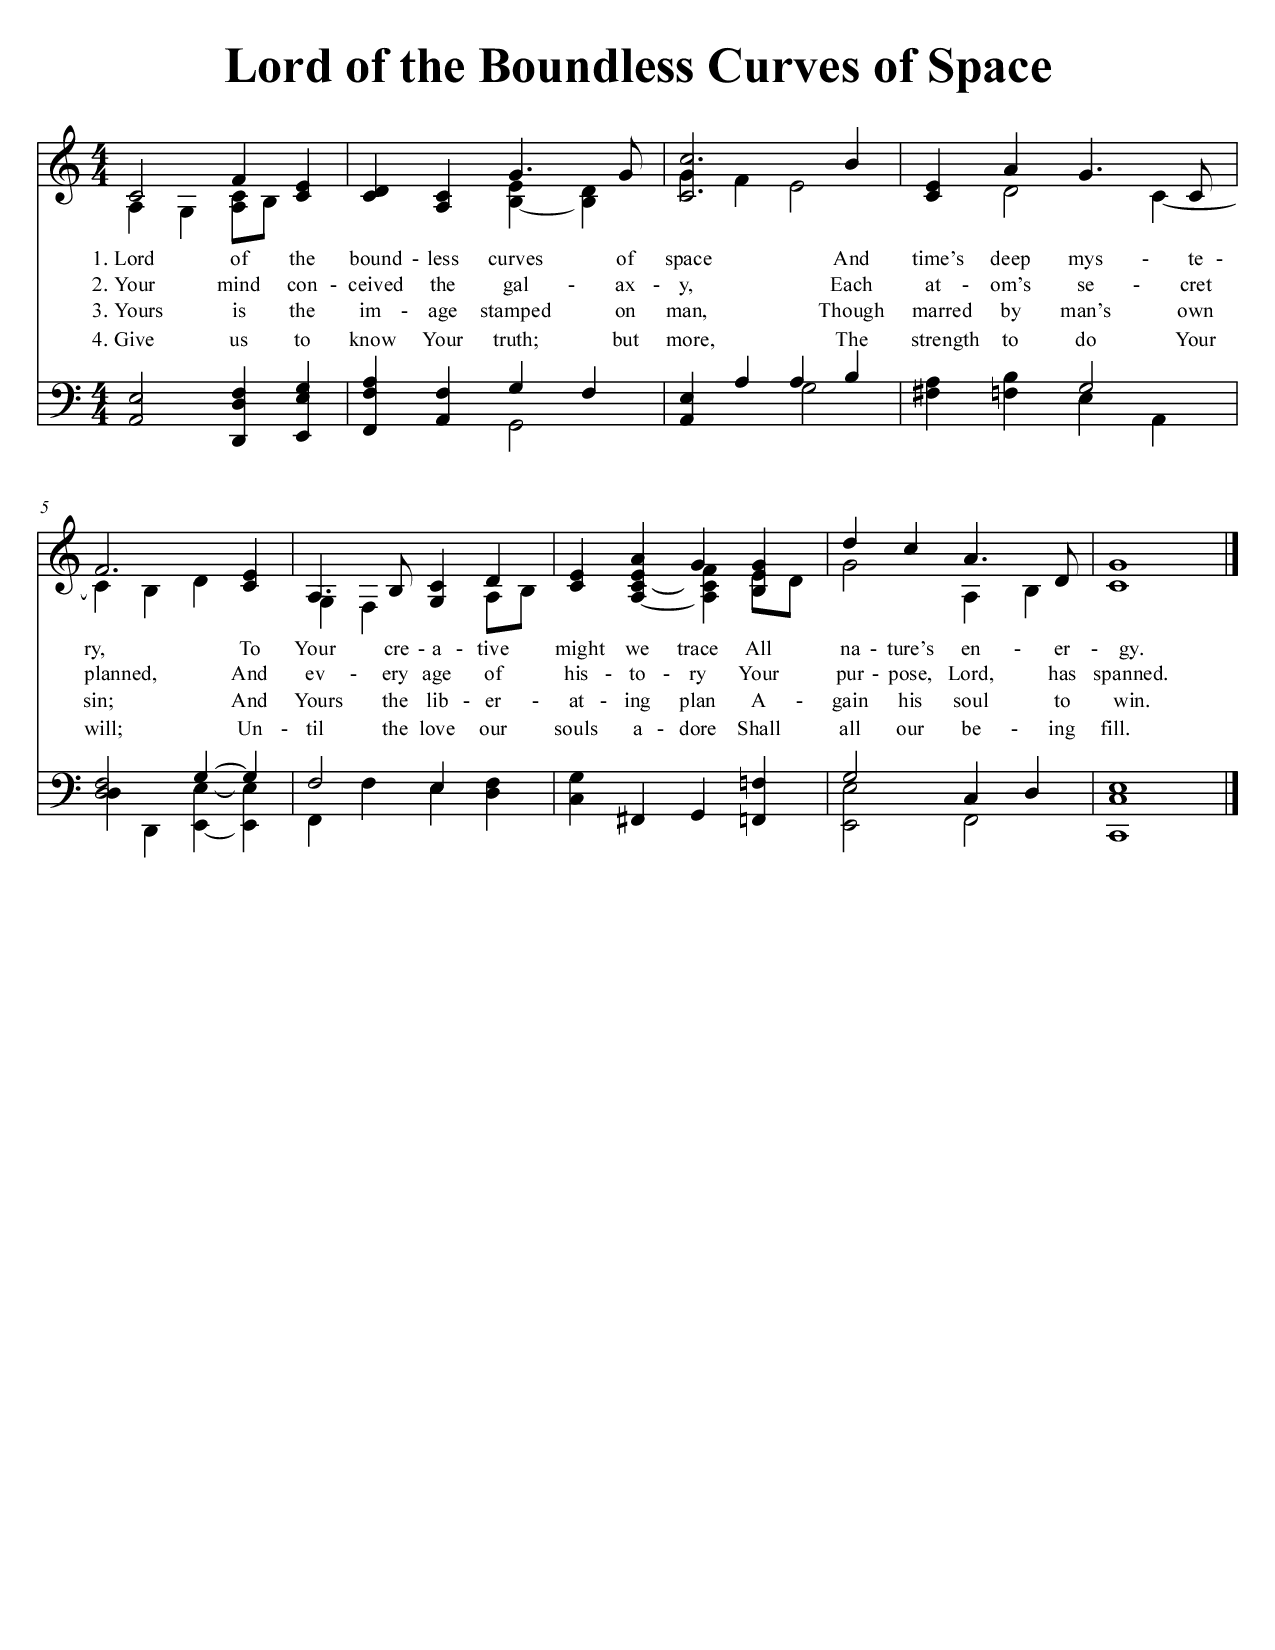 Lord of the Boundless Curves of Space
4
4
1. Lord of the bound - less curves of space And time’s deep mys - te -
2. Your mind con - ceived the gal - ax - y, Each at - om’s se - cret
3. Yours is the im - age stamped on man, Though marred by man’s own
4. Give us to know Your truth; but more, The strength to do Your
4
4
5
ry, To Your cre - a - tive might we trace All na - ture’s en - er - gy.
planned, And ev - ery age of his - to - ry Your pur - pose, Lord, has spanned.
sin; And Yours the lib - er - at - ing plan A - gain his soul to win.
will; Un - til the love our souls a - dore Shall all our be - ing fill.